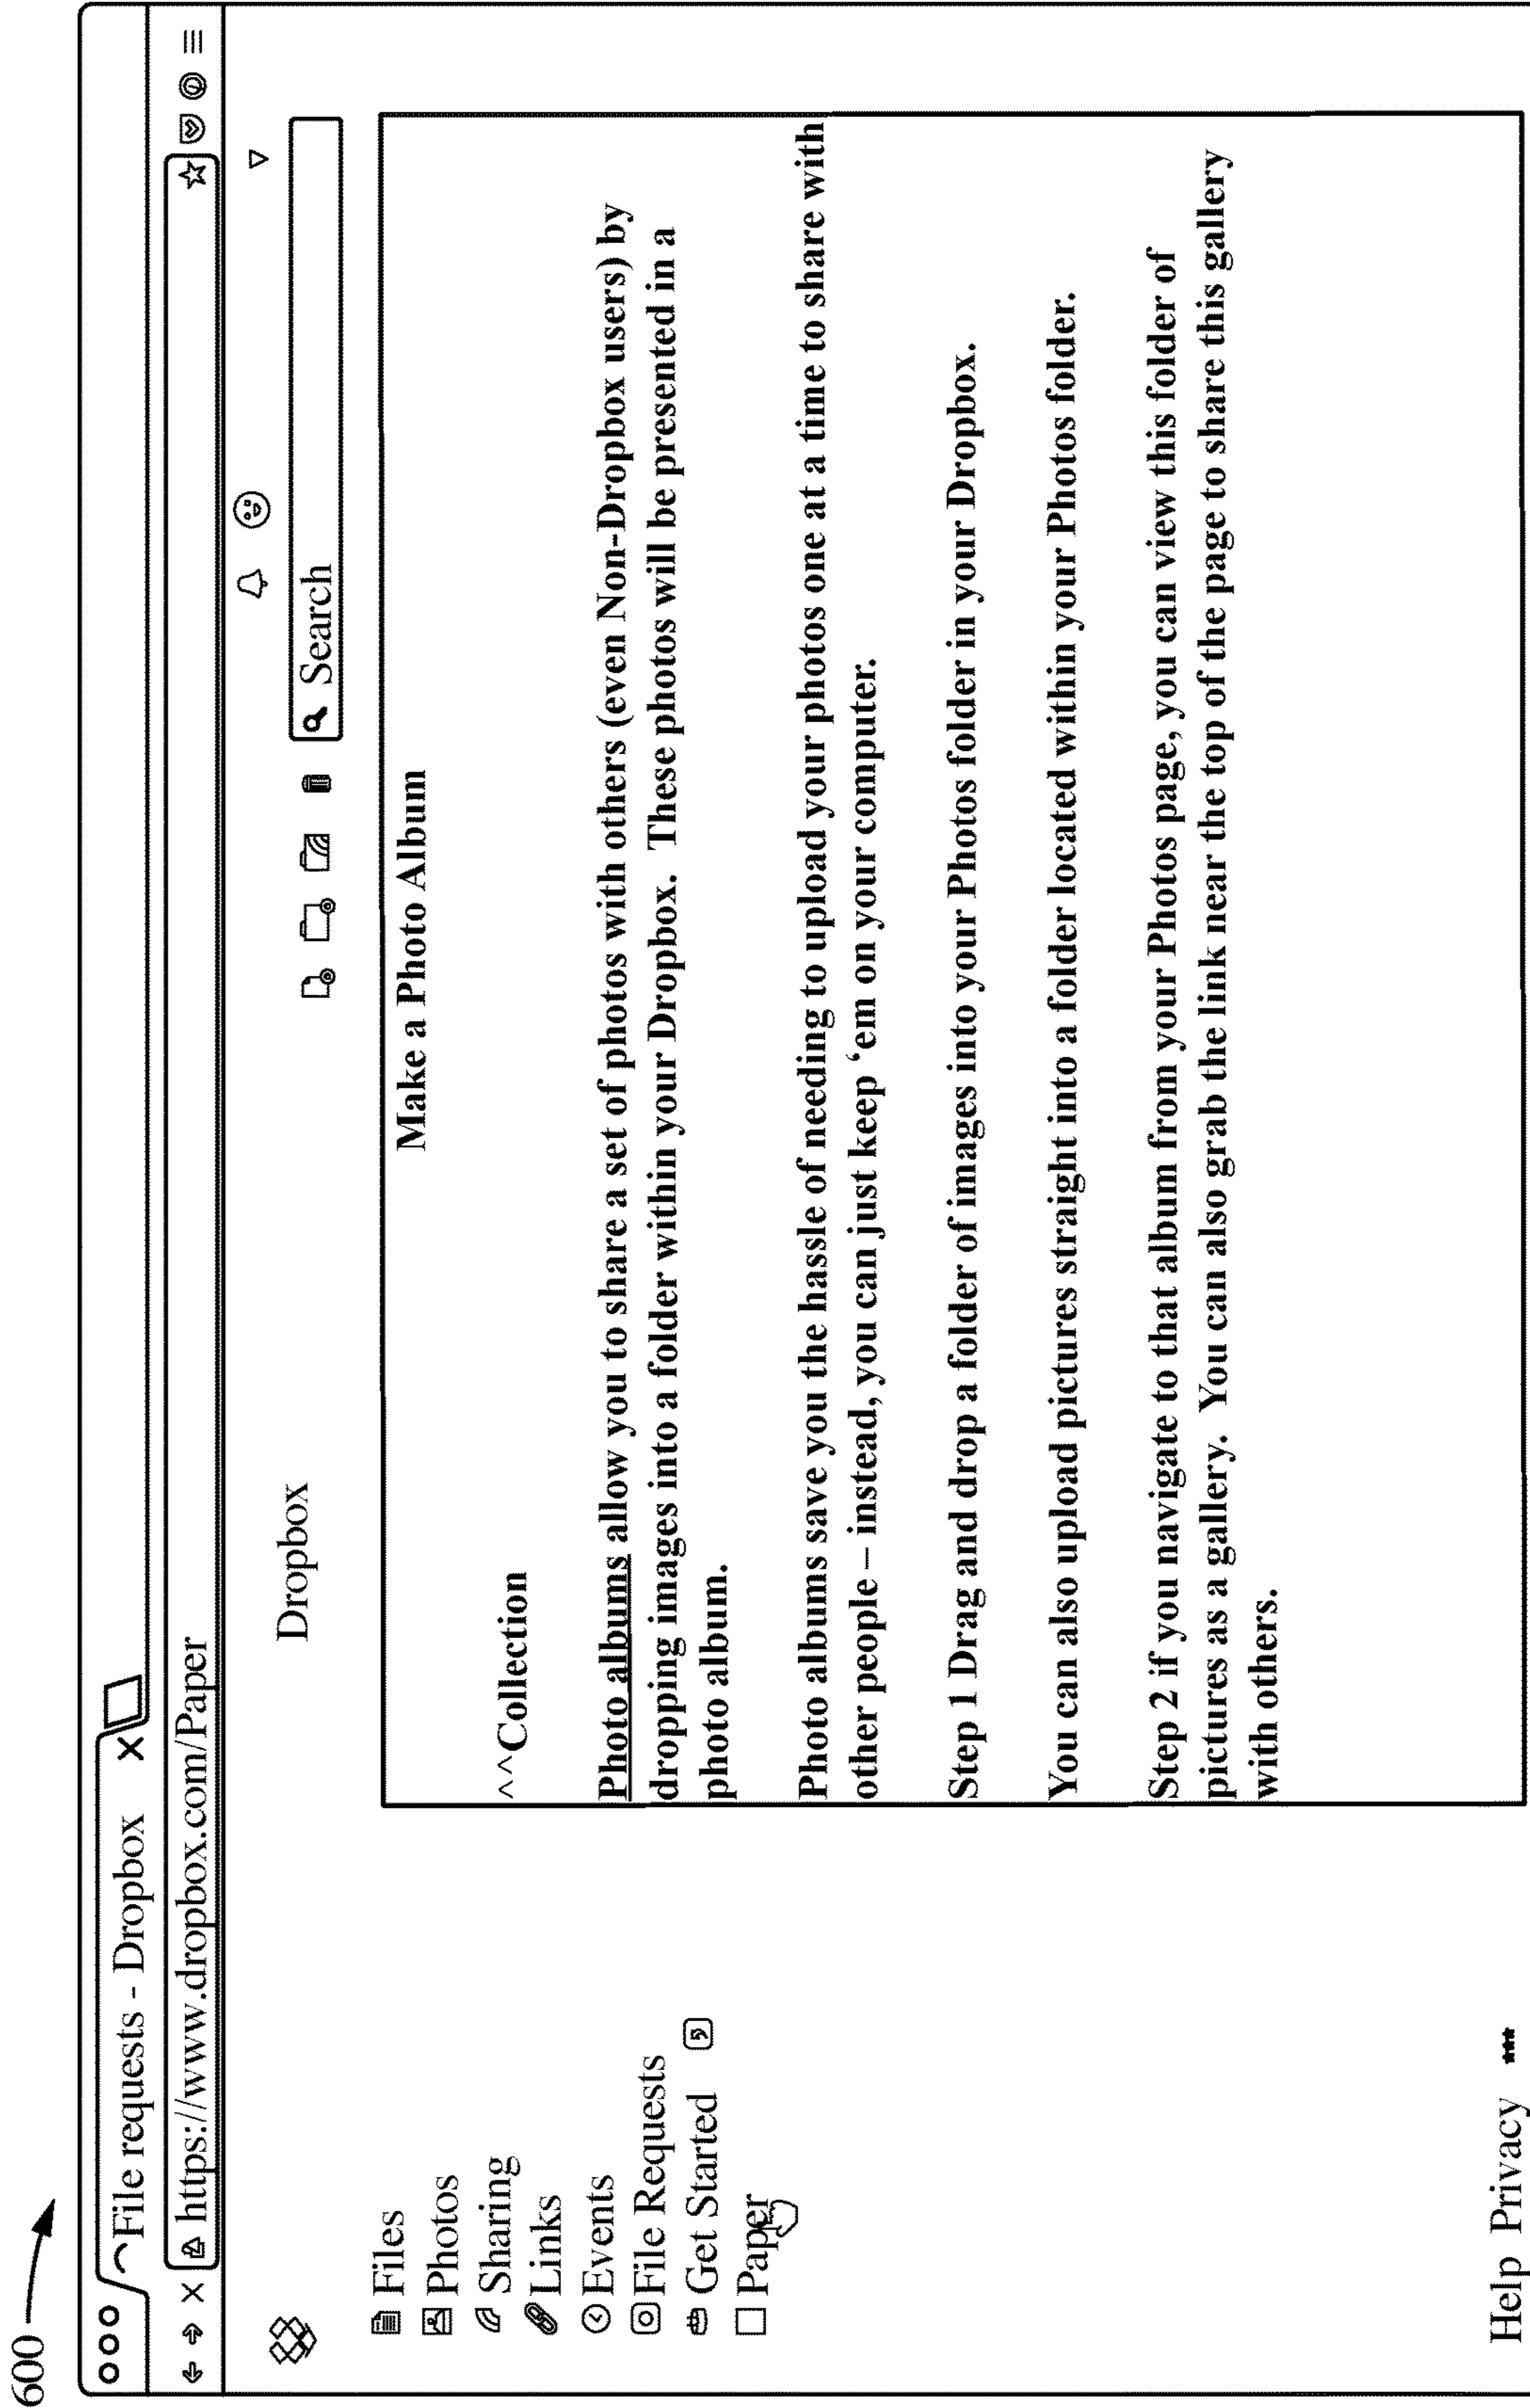 600
File requests - Dropbox X
https://www.dropbox.com/Paper
Dropbox
Search
Files
Photos
Sharing
Links
Events
File Requests
Get Started 5
Paper
Make a Photo Album
^^Collection
Photo albums allow you to share a set of photos with others (even Non-Dropbox users) by
dropping images into a folder within your Dropbox. These photos will be presented in a
photo album.
Photo albums save you the hassle of needing to upload your photos one at a time to share with
other people – instead, you can just keep ‘em on your computer.
Step 1 Drag and drop a folder of images into your Photos folder in your Dropbox.
You can also upload pictures straight into a folder located within your Photos folder.
Step 2 if you navigate to that album from your Photos page, you can view this folder of
pictures as a gallery. You can also grab the link near the top of the page to share this gallery
with others.
Help Privacy